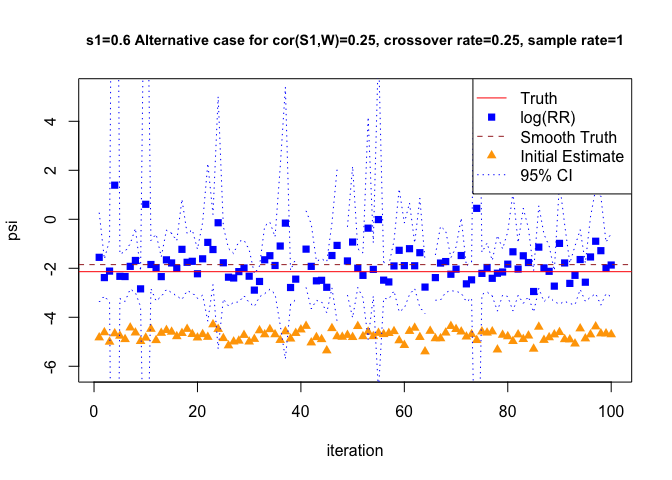 s1=0.6 Alternative case for cor(S1,W)=0.25, crossover rate=0.25, sample rate=1
Truth
log(RR)
Smooth Truth
Initial Estimate
95% CI
4
2
0
-2
-4
-6
psi
0
20
40
60
80
100
iteration